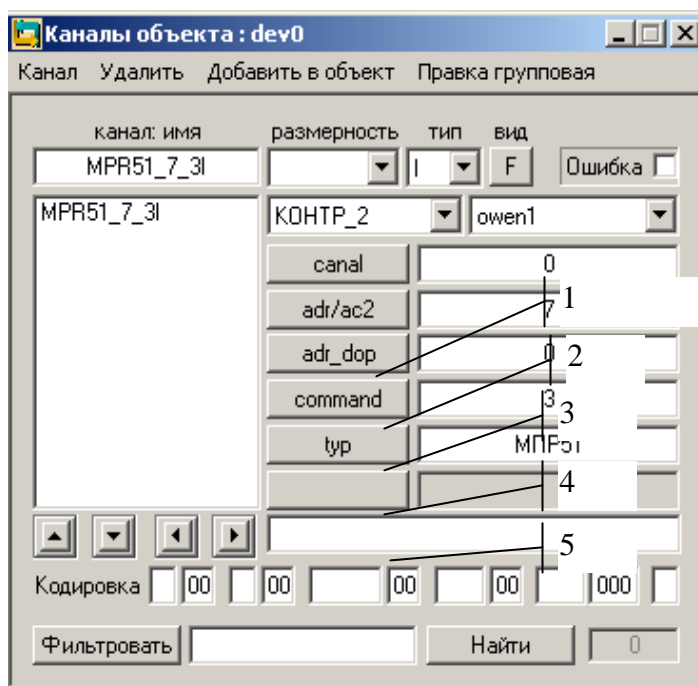 Каналы объекта : dev0
Канал Удалить Добавить в объект Правка групповая
канал: имя размерность тип вид
MPR51_7_3I I F Ошибка
MPR51_7_3I КОНТР_2 owen1
canal 0
adr/ac2 7 1
adr_dop 0 2
command 3 3
typ МПР51
4
5
Кодировка 00 00 00 00 000
Фильтровать Найти 0